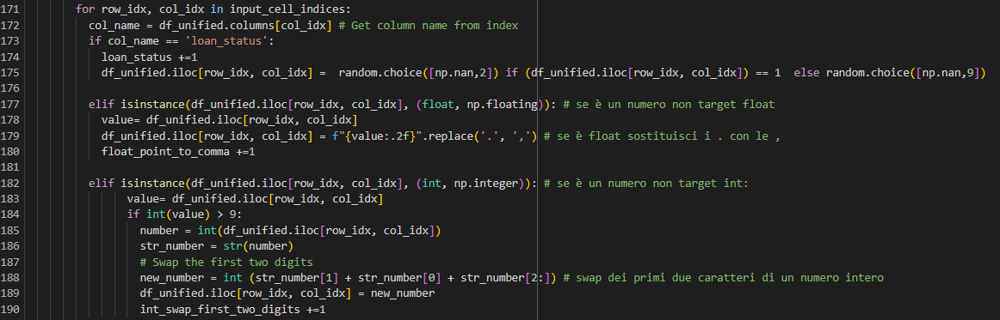 171 for row_idx, col_idx in input_cell_indices:
172 col_name = df_unified.columns[col_idx] # Get column name from index
173 if col_name == 'loan_status':
174 loan_status +=1
175 df_unified.iloc[row_idx, col_idx] =  random.choice([np.nan,2]) if (df_unified.iloc[row_idx, col_idx]) == 1  else random.choice([np.nan,9])
176
177 elif isinstance(df_unified.iloc[row_idx, col_idx], (float, np.floating)): # se è un numero non target float
178 value= df_unified.iloc[row_idx, col_idx]
179 df_unified.iloc[row_idx, col_idx] = f"{value:.2f}".replace('.', ',') # se è float sostituisci i . con le ,
180 float_point_to_comma +=1
181
182 elif isinstance(df_unified.iloc[row_idx, col_idx], (int, np.integer)): # se è un numero non target int:
183 value= df_unified.iloc[row_idx, col_idx]
184 if int(value) > 9:
185 number = int(df_unified.iloc[row_idx, col_idx])
186 str_number = str(number)
187 # Swap the first two digits
188 new_number = int (str_number[1] + str_number[0] + str_number[2:]) # swap dei primi due caratteri di un numero intero
189 df_unified.iloc[row_idx, col_idx] = new_number
190 int_swap_first_two_digits +=1